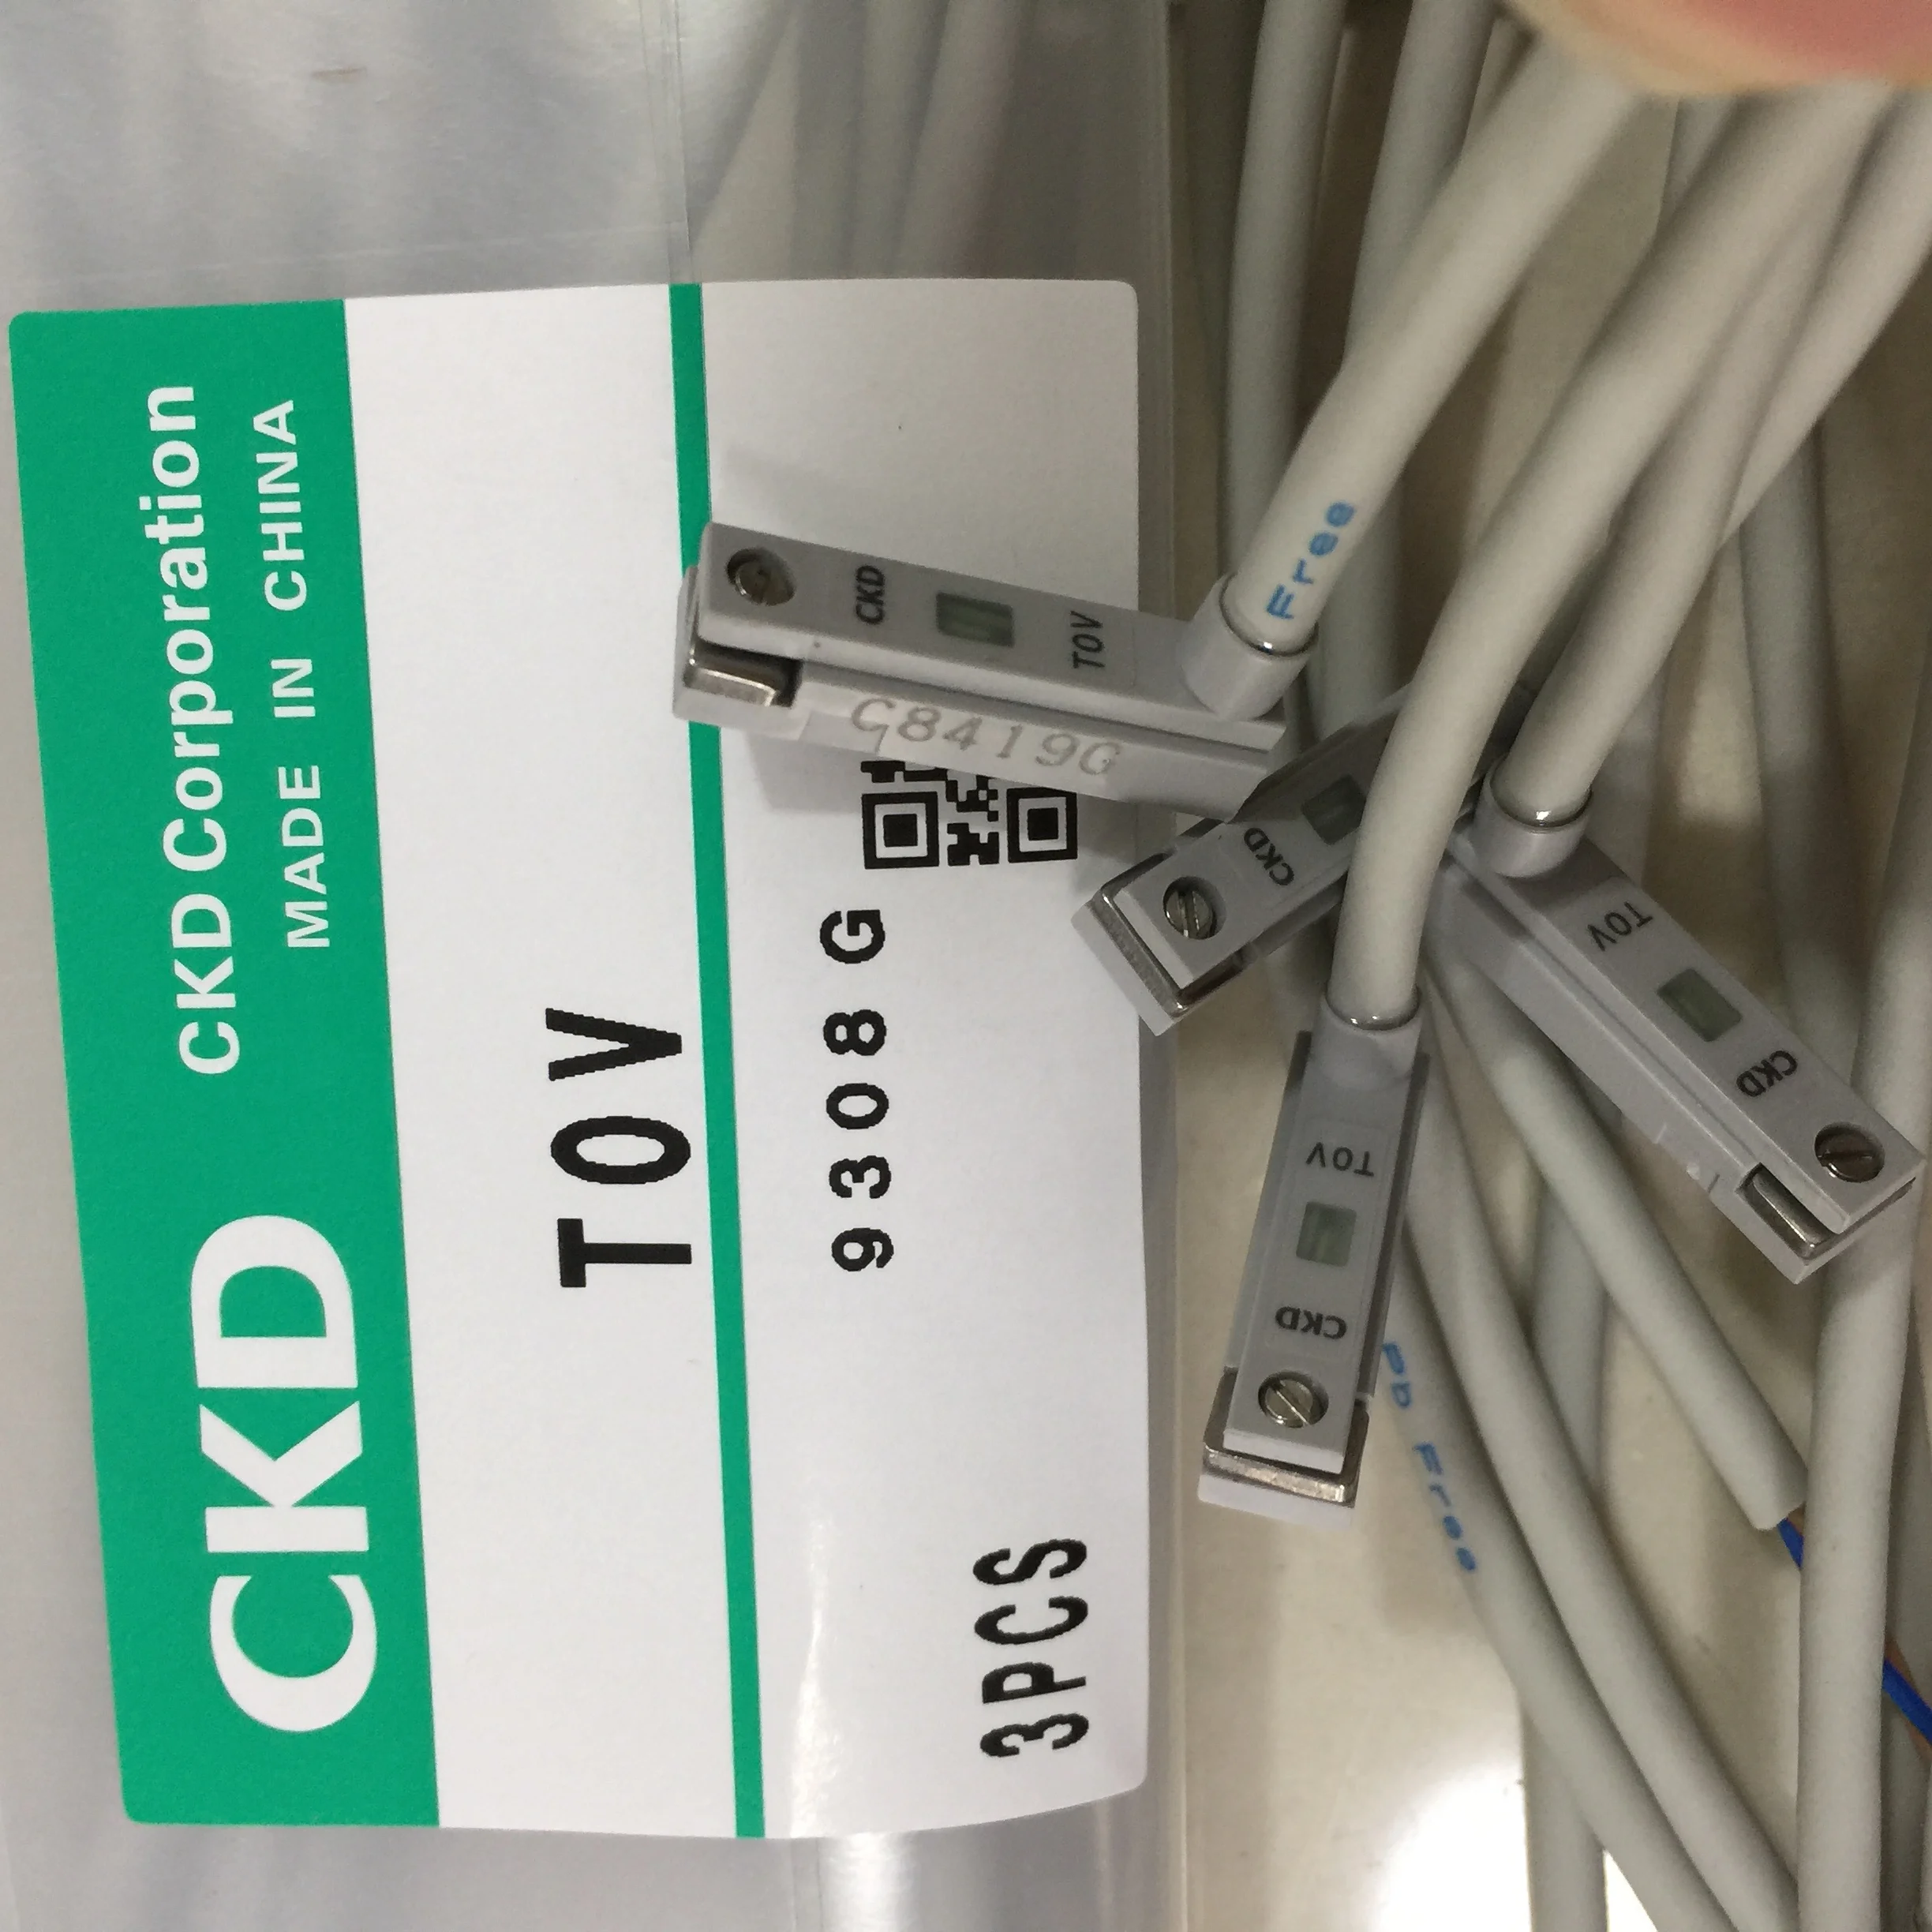 CKD
CKD Corporation
MADE IN CHINA
T0V
9308 G
3PCS
CKD
T0V
C8419G
Free
CKD
T0V
CKD
T0V
CKD
Free